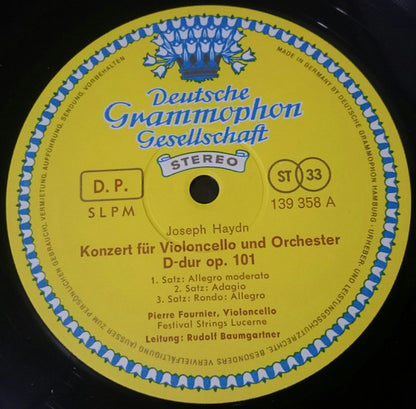 Deutsche
Grammophon
Gesellschaft
STEREO
D.P.
SLPM
ST 33
139 358 A
Joseph Haydn
Konzert für Violoncello und Orchester
D-dur op. 101
1. Satz: Allegro moderato
2. Satz: Adagio
3. Satz: Rondo: Allegro
Pierre Fournier, Violoncello
Festival Strings Lucerne
Leitung: Rudolf Baumgartner
MADE IN GERMANY BY DEUTSCHE GRAMMOPHON HAMBURG · URHEBER- UND LEISTUNGSSCHUTZRECHTE, BESONDERS VERVIELFÄLTIGUNG (AUSSER ZUM PERSÖNLICHEN GEBRAUCH), VERMIETUNG, AUFFÜHRUNG, SENDUNG, VORBEHALTEN